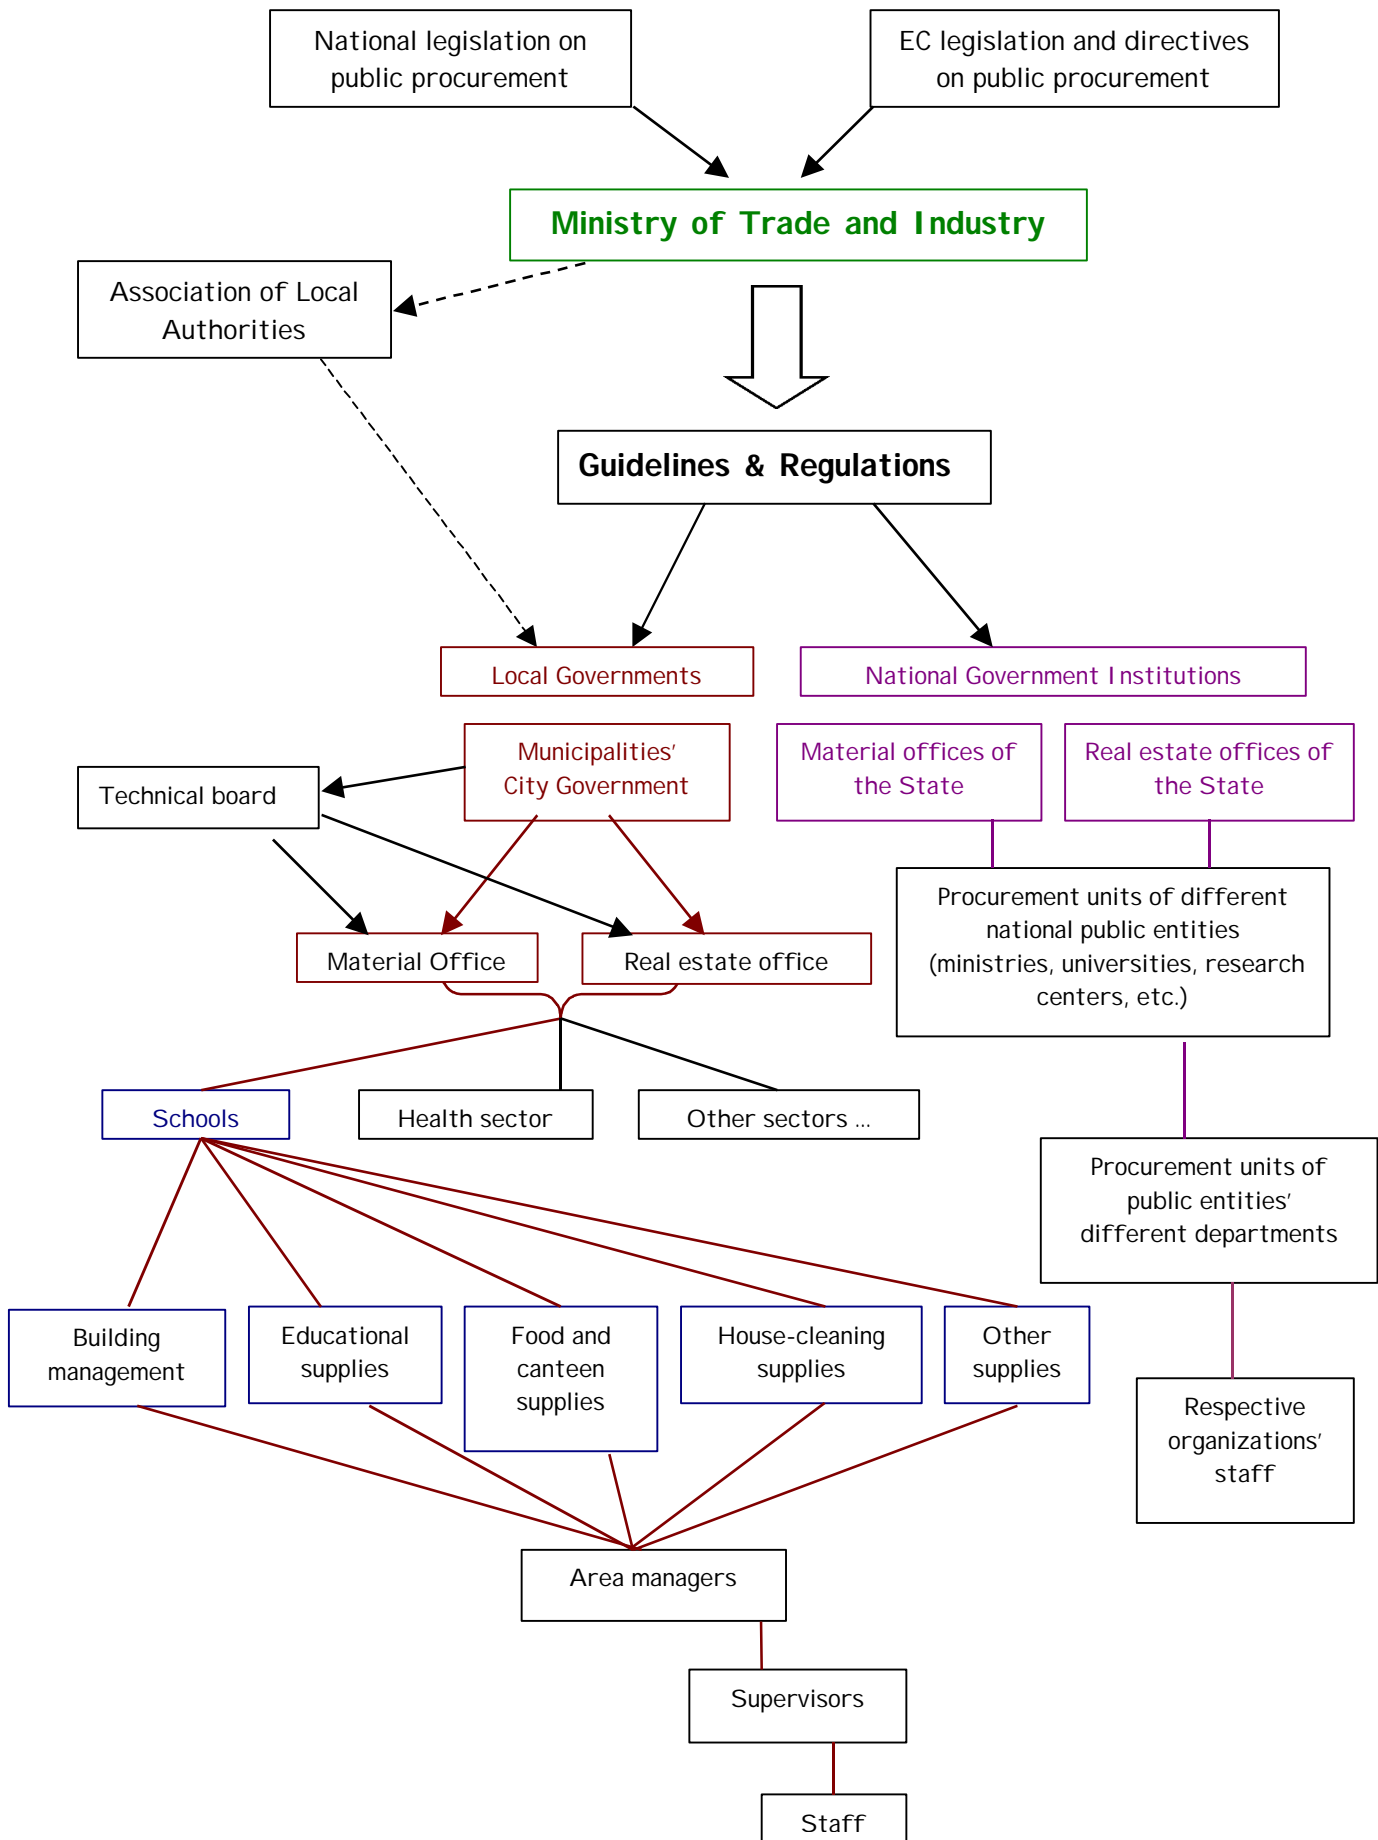 National legislation on
public procurement
EC legislation and directives
on public procurement
Ministry of Trade and Industry
Association of Local
Authorities
Guidelines & Regulations
Local Governments
National Government Institutions
Municipalities'
City Government
Material offices of
the State
Real estate offices of
the State
Technical board
Procurement units of different
national public entities
(ministries, universities, research
centers, etc.)
Material Office
Real estate office
Schools
Health sector
Other sectors ...
Procurement units of
public entities'
different departments
Building
management
Educational
supplies
Food and
canteen
supplies
House-cleaning
supplies
Other
supplies
Respective
organizations'
staff
Area managers
Supervisors
Staff